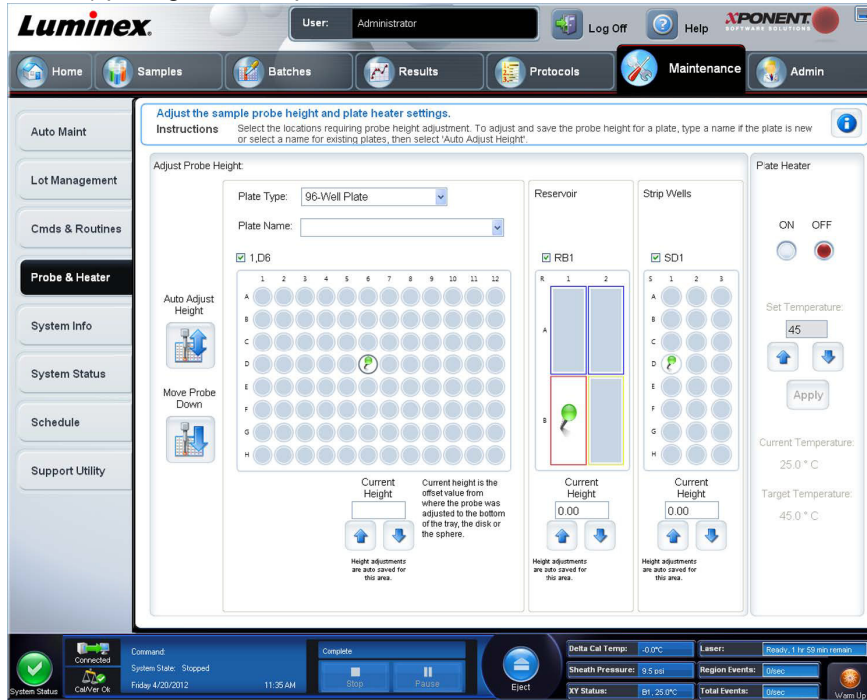 Luminex.
User: Administrator
Log Off
Help
XPONENT
SOFTWARE SOLUTIONS
Home
Samples
Batches
Results
Protocols
Maintenance
Admin
Auto Maint
Lot Management
Cmds & Routines
Probe & Heater
System Info
System Status
Schedule
Support Utility
Adjust the sample probe height and plate heater settings.
Instructions Select the locations requiring probe height adjustment. To adjust and save the probe height for a plate, type a name if the plate is new
or select a name for existing plates, then select 'Auto Adjust Height'.
Adjust Probe Height:
Auto Adjust
Height
Move Probe
Down
Plate Type: 96-Well Plate
Plate Name:
1,D6
1 2 3 4 5 6 7 8 9 10 11 12
A
B
C
D
E
F
G
H
Current
Height
Current height is the
offset value from
where the probe was
adjusted to the bottom
of the tray, the disk or
the sphere.
Height adjustments
are auto saved for
this area.
Reservoir
RB1
R 1 2
A
B
Current
Height
0.00
Height adjustments
are auto saved for
this area.
Strip Wells
SD1
S 1 2 3
A
B
C
D
E
F
G
H
Current
Height
0.00
Height adjustments
are auto saved for
this area.
Plate Heater
ON OFF
Set Temperature:
45
Apply
Current Temperature:
25.0 ° C
Target Temperature:
45.0 ° C
System Status
Connected
Cal/Ver Ok
Command:
System State: Stopped
Friday 4/20/2012 11:35 AM
Complete
Stop
Pause
Eject
Delta Cal Temp: -0.0°C
Sheath Pressure: 9.5 psi
XY Status: B1, 25.0°C
Laser: Ready, 1 hr 59 min remain
Region Events: 0/sec
Total Events: 0/sec
Warm Up